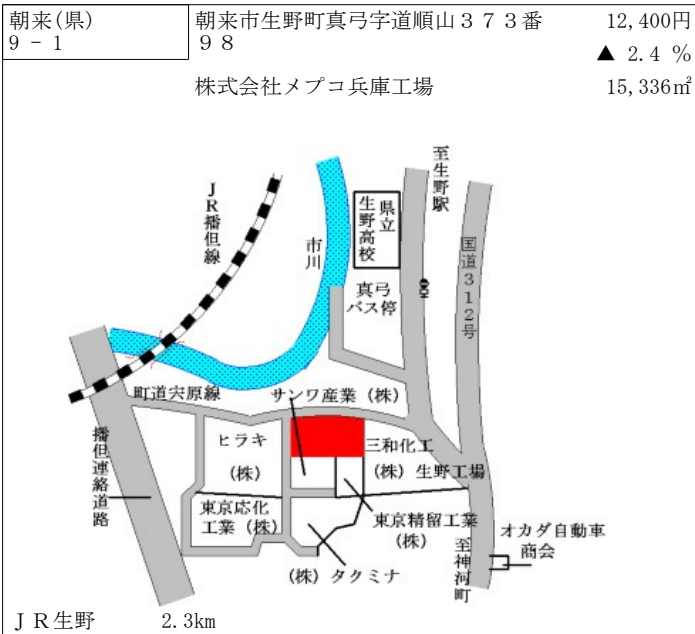 朝来(県)
9 － 1
朝来市生野町真弓字道順山３７３番
９８
12,400円
▲ 2.4 %
株式会社メプコ兵庫工場
15,336㎡
ＪＲ播但線
市川
県立
生野高校
至生野駅
国道３１２号
真弓
バス停
町道宍原線
サンワ産業（株）
播但連絡道路
ヒラキ
（株）
三和化工
（株）生野工場
東京応化
工業（株）
東京精留工業
（株）
（株）タクミナ
至神河町
オカダ自動車
商会
ＪＲ生野
2.3km